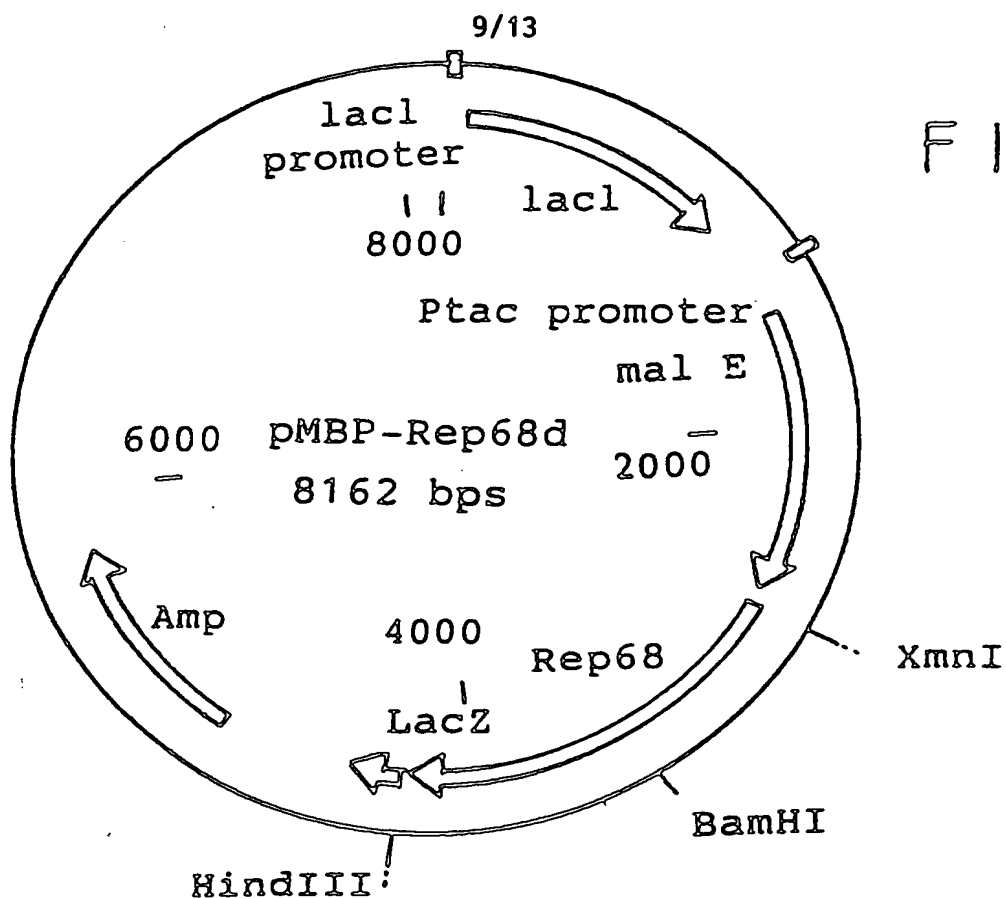 9/13
F I
lacl
promoter
lacl
8000
Ptac promoter
mal E
6000
pMBP-Rep68d
2000
8162 bps
Amp
4000
Rep68
XmnI
LacZ
BamHI
HindIII